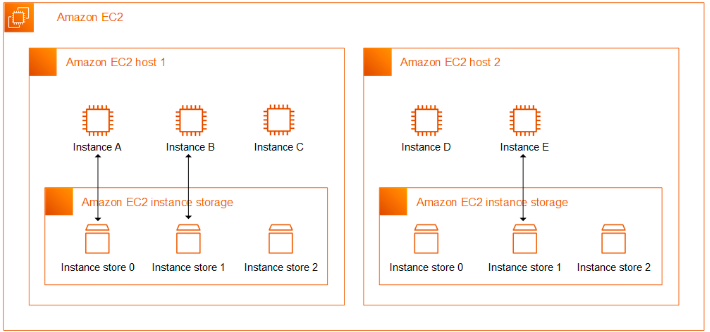 Amazon EC2
Amazon EC2 host 1
Amazon EC2 host 2
Instance A
Instance B
Instance C
Instance D
Instance E
Amazon EC2 instance storage
Amazon EC2 instance storage
Instance store 0
Instance store 1
Instance store 2
Instance store 0
Instance store 1
Instance store 2